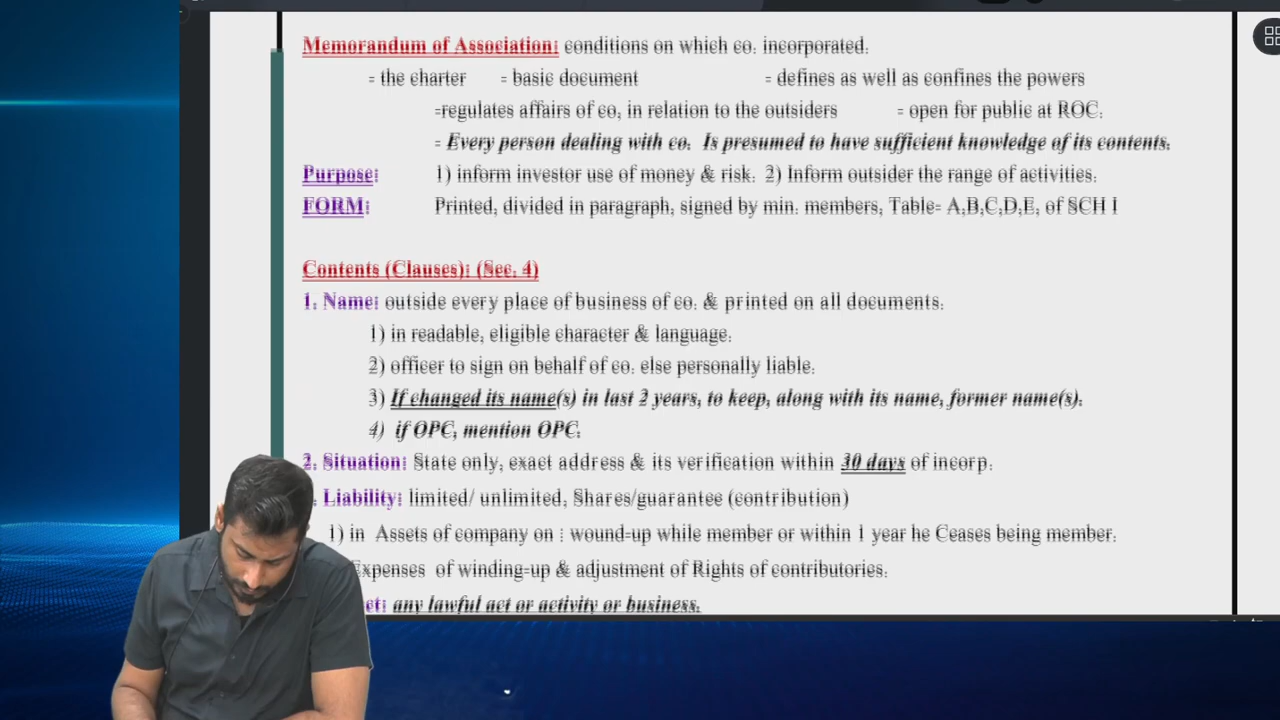 Memorandum of Association: conditions on which co. incorporated.
= the charter = basic document = defines as well as confines the powers
=regulates affairs of co, in relation to the outsiders = open for public at ROC.
= Every person dealing with co. Is presumed to have sufficient knowledge of its contents.
Purpose: 1) inform investor use of money & risk. 2) Inform outsider the range of activities.
FORM: Printed, divided in paragraph, signed by min. members, Table= A,B,C,D,E, of SCH I
Contents (Clauses): (Sec. 4)
1. Name: outside every place of business of co. & printed on all documents.
1) in readable, eligible character & language.
2) officer to sign on behalf of co. else personally liable.
3) If changed its name(s) in last 2 years, to keep, along with its name, former name(s).
4) if OPC, mention OPC.
2. Situation: State only, exact address & its verification within 30 days of incorp.
. Liability: limited/ unlimited, Shares/guarantee (contribution)
1) in Assets of company on : wound-up while member or within 1 year he Ceases being member.
Expenses of winding-up & adjustment of Rights of contributories.
any lawful act or activity or business.